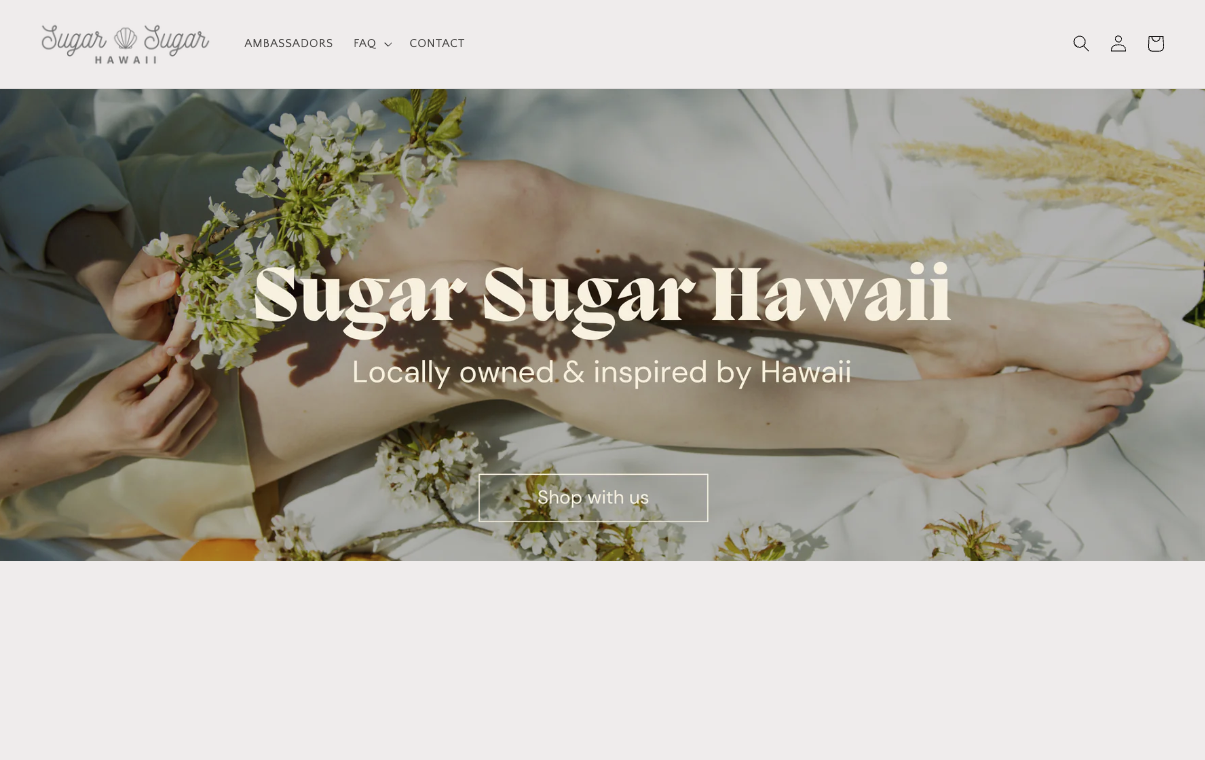 Sugar Sugar
HAWAII
AMBASSADORS
FAQ
CONTACT
Sugar Sugar Hawaii
Locally owned & inspired by Hawaii
Shop with us